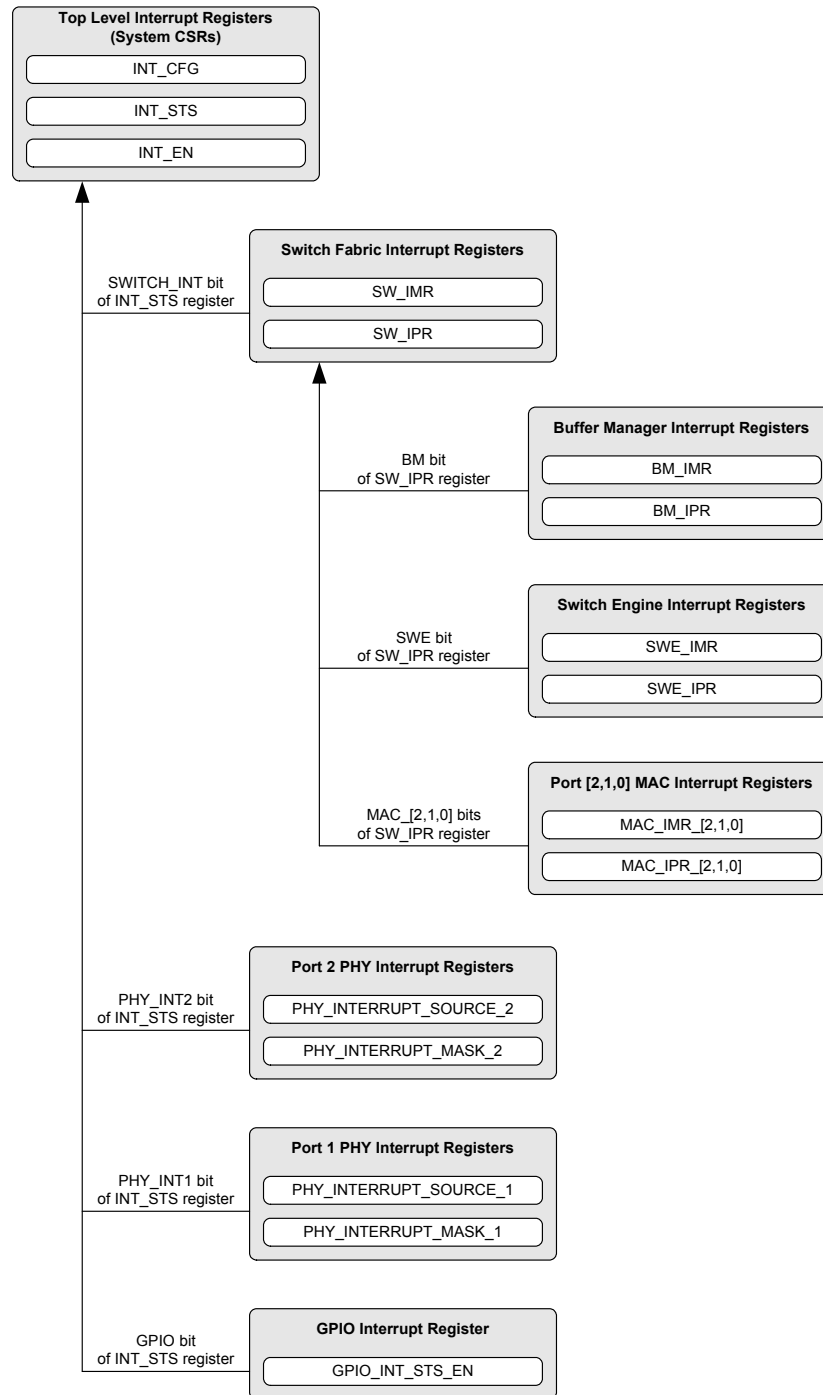 Top Level Interrupt Registers
(System CSRs)
INT_CFG
INT_STS
INT_EN
SWITCH_INT bit
of INT_STS register
Switch Fabric Interrupt Registers
SW_IMR
SW_IPR
BM bit
of SW_IPR register
Buffer Manager Interrupt Registers
BM_IMR
BM_IPR
SWE bit
of SW_IPR register
Switch Engine Interrupt Registers
SWE_IMR
SWE_IPR
MAC_[2,1,0] bits
of SW_IPR register
Port [2,1,0] MAC Interrupt Registers
MAC_IMR_[2,1,0]
MAC_IPR_[2,1,0]
PHY_INT2 bit
of INT_STS register
Port 2 PHY Interrupt Registers
PHY_INTERRUPT_SOURCE_2
PHY_INTERRUPT_MASK_2
PHY_INT1 bit
of INT_STS register
Port 1 PHY Interrupt Registers
PHY_INTERRUPT_SOURCE_1
PHY_INTERRUPT_MASK_1
GPIO bit
of INT_STS register
GPIO Interrupt Register
GPIO_INT_STS_EN